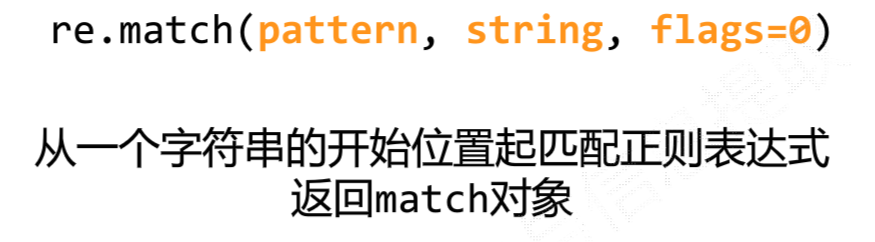 re.match(pattern, string, flags=0)
从一个字符串的开始位置起匹配正则表达式
返回match对象